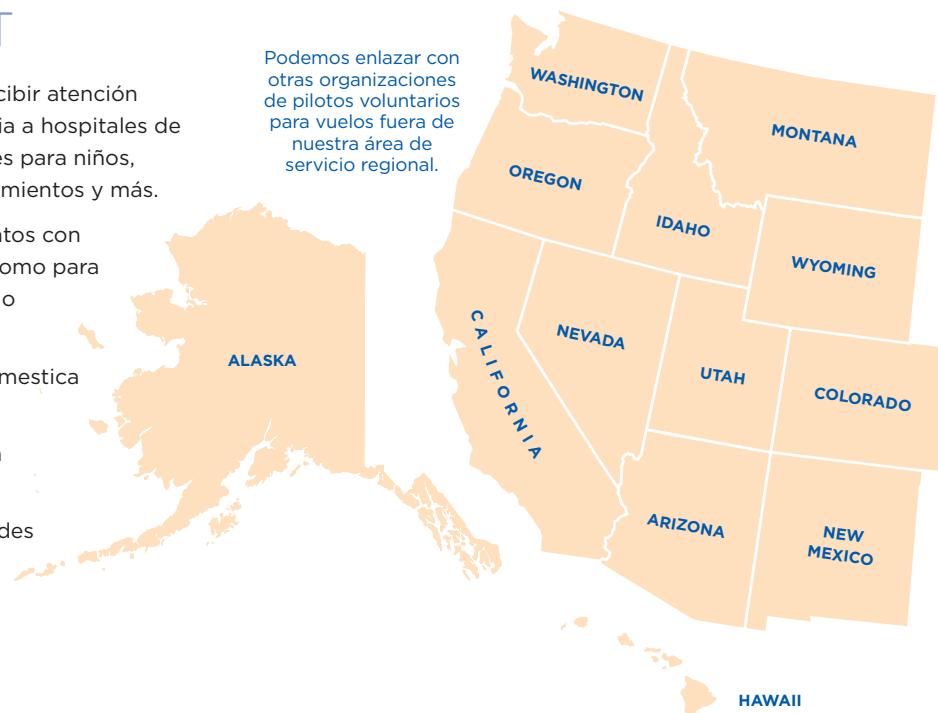 T
cibir atención
ia a hospitales de
es para niños,
mientos y más.
tos con
omo para
o
mestica
des
Podemos enlazar con
otras organizaciones
de pilotos voluntarios
para vuelos fuera de
nuestra área de
servicio regional.
WASHINGTON
MONTANA
OREGON
IDAHO
WYOMING
ALASKA
CALIFORNIA
NEVADA
UTAH
COLORADO
ARIZONA
NEW
MEXICO
HAWAII